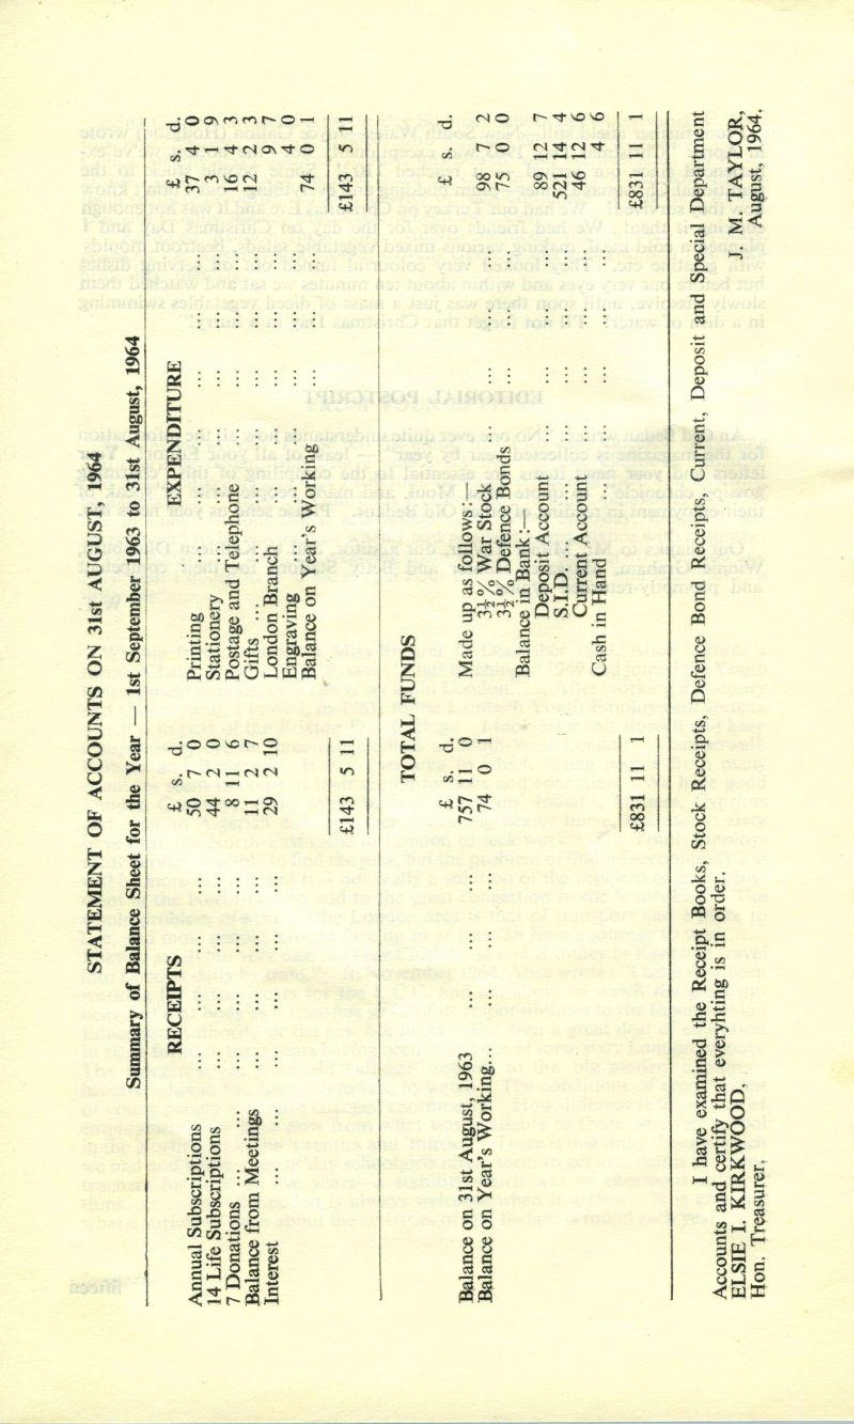 STATEMENT OF ACCOUNTS ON 31st AUGUST, 1964
Summary of Balance Sheet for the Year — 1st September 1963 to 31st August, 1964
RECEIPTS
£ s. d.
Annual Subscriptions ... ... ... ... 50 7 0
14 Life Subscriptions ... ... ... ... 44 2 0
7 Donations ... ... ... ... ... ... 8 11 6
Balance from Meetings ... ... ... ... 11 2 7
Interest ... ... ... ... ... ... 29 2 10
£143 5 11
EXPENDITURE
£ s. d.
Printing ... ... ... ... ... 37 4 0
Stationery ... ... ... ... ... 3 1 9
Postage and Telephone ... ... ... ... 16 4 3
Gifts ... ... ... ... ... ... 12 2 3
London Branch ... ... ... ... ... 9 7
Engraving ... ... ... ... ... 4 0
Balance on Year's Working ... ... ... 74 0 1
£143 5 11
TOTAL FUNDS
£ s. d.
Balance on 31st August, 1963 ... ... ... 757 11 0
Balance on Year's Working... ... ... ... 74 0 1
£831 11 1
£ s. d.
Made up as follows:—
3½% War Stock ... ... ... ... 98 7 2
3½% Defence Bonds ... ... ... 75 0 0
Balance in Bank:—
Deposit Account ... ... ... ... 89 12 7
S.I.D. ... ... ... ... ... ... 521 14 4
Current Account ... ... ... ... 46 12 6
Cash in Hand ... ... ... ... ... 4 6
£831 11 1
I have examined the Receipt Books, Stock Receipts, Defence Bond Receipts, Current, Deposit and Special Department
Accounts and certify that everyhting is in order.
ELSIE I. KIRKWOOD, J. M. TAYLOR,
Hon. Treasurer. August, 1964.